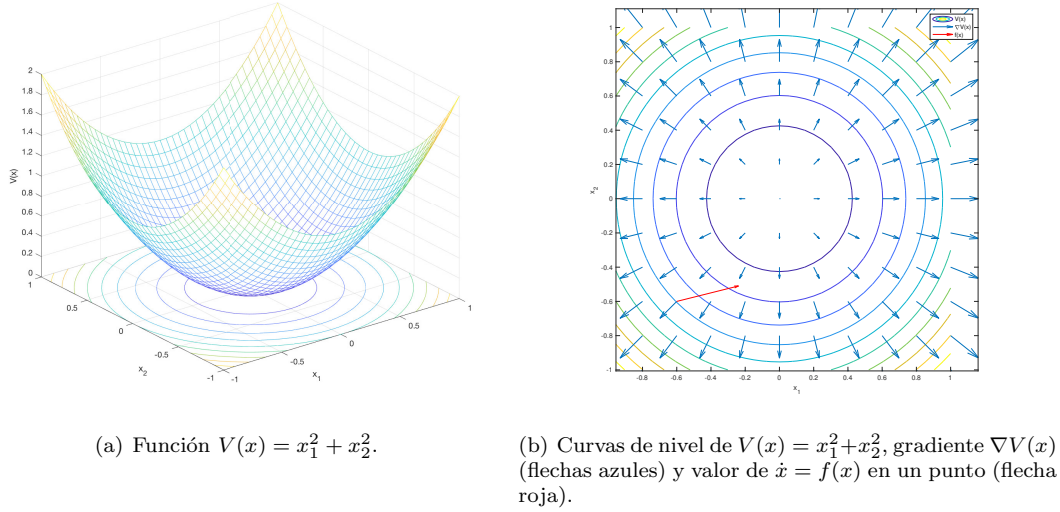 2
1.8
1.6
1.4
1.2
1
0.8
0.6
0.4
0.2
0
V(x)
1
0.5
0
-0.5
-1
x_2
-1
-0.5
0
0.5
1
x_1
V(x)
∇V(x)
f(x)
1
0.8
0.6
0.4
0.2
0
-0.2
-0.4
-0.6
-0.8
-1
x_2
-0.8 -0.6 -0.4 -0.2 0 0.2 0.4 0.6 0.8 1
x_1
(a) Función V(x) = x_1^2 + x_2^2.
(b) Curvas de nivel de V(x) = x_1^2+x_2^2, gradiente ∇V(x)
(flechas azules) y valor de ẋ = f(x) en un punto (flecha
roja).